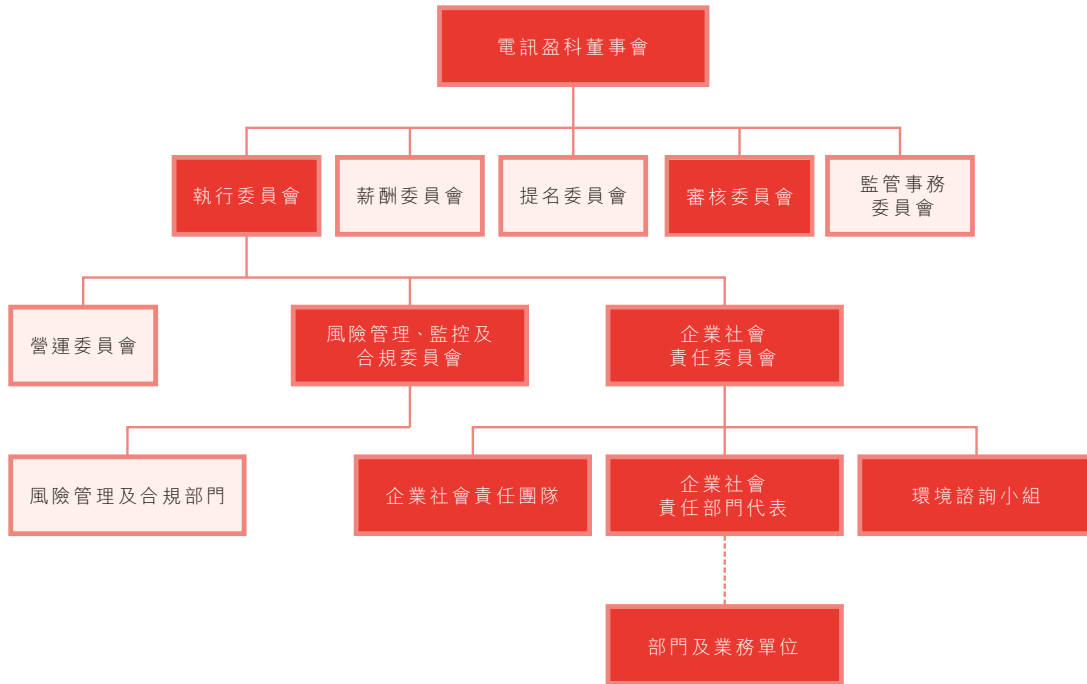 電訊盈科董事會
執行委員會
薪酬委員會
提名委員會
審核委員會
監管事務
委員會
營運委員會
風險管理、監控及
合規委員會
企業社會
責任委員會
風險管理及合規部門
企業社會責任團隊
企業社會
責任部門代表
環境諮詢小組
部門及業務單位